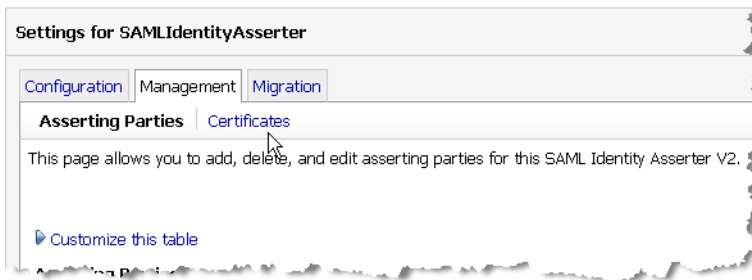 Settings for SAMLIdentityAsserter
Configuration Management Migration
Asserting Parties Certificates
This page allows you to add, delete, and edit asserting parties for this SAML Identity Asserter V2.
Customize this table